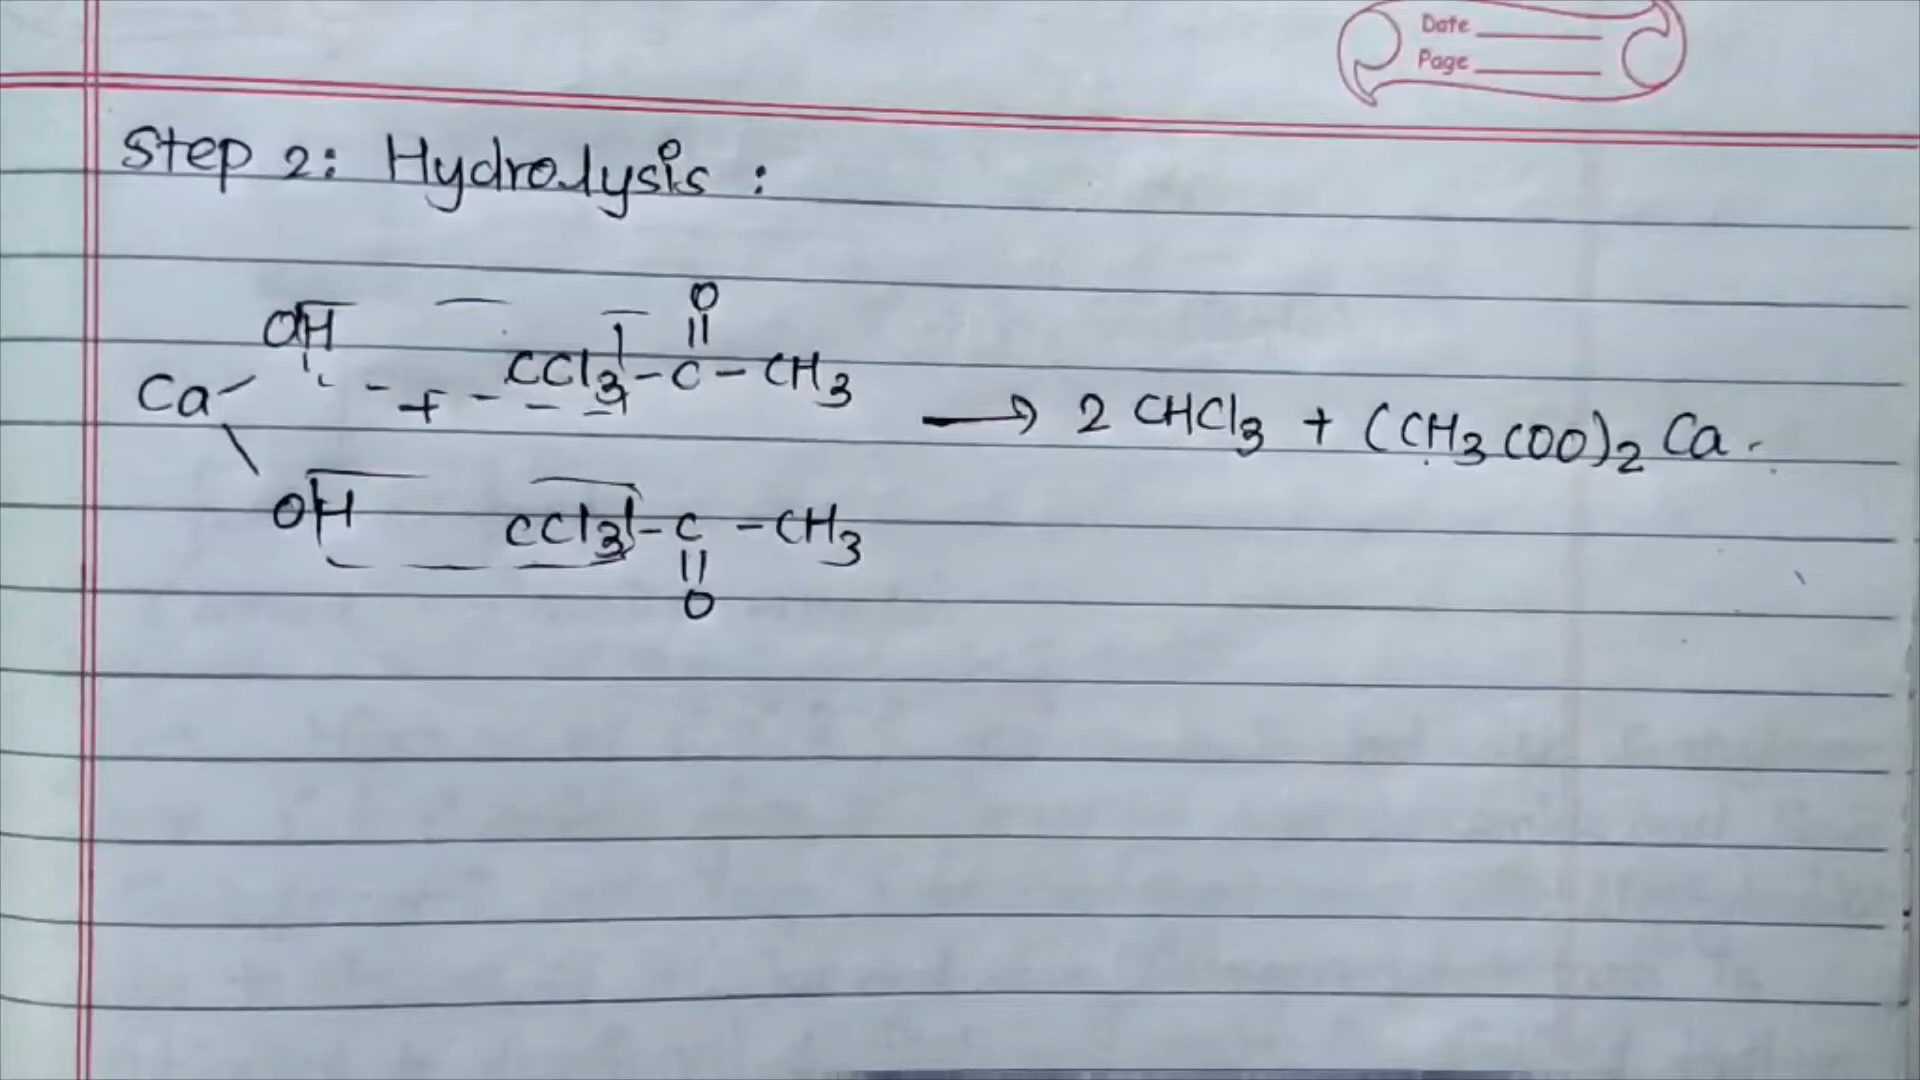 Date
Page
Step 2: Hydrolysis :
O
||
OH CCl3 - C - CH3
Ca + → 2 CHCl3 + (CH3COO)2 Ca.
OH CCl3 - C - CH3
||
O